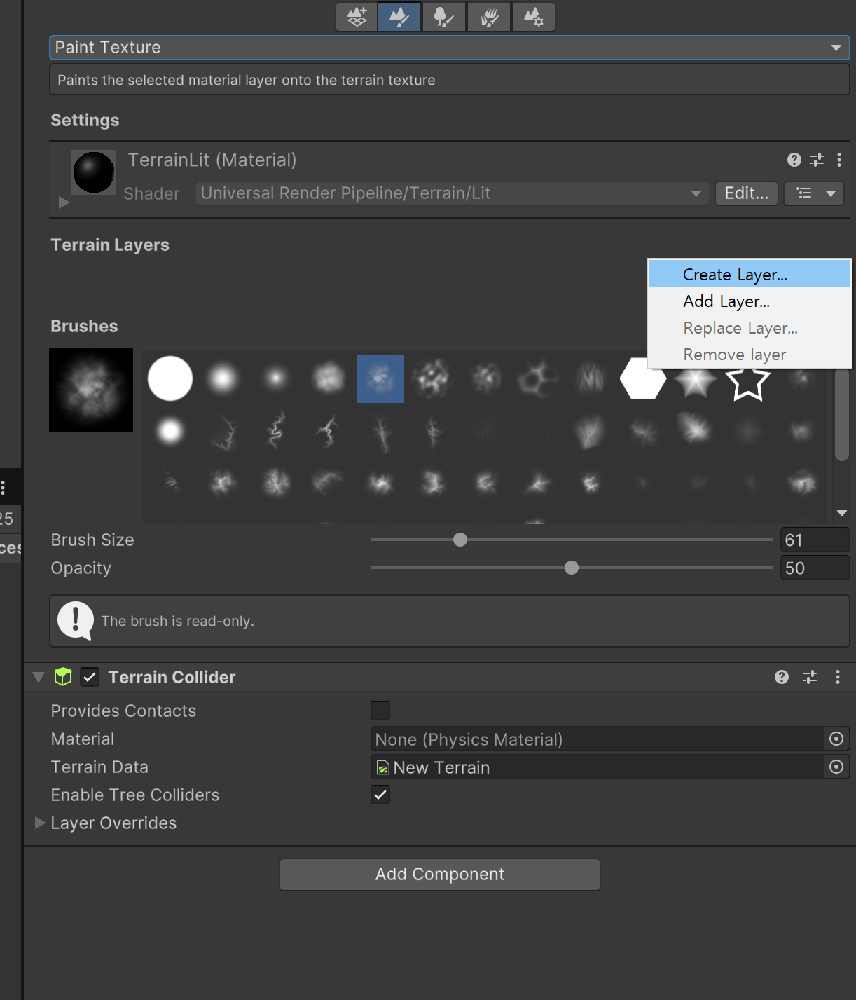 Paint Texture
Paints the selected material layer onto the terrain texture
Settings
TerrainLit (Material)
Shader
Universal Render Pipeline/Terrain/Lit
Edit...
Terrain Layers
Create Layer...
Add Layer...
Replace Layer...
Remove layer
Brushes
25
Brush Size
61
Opacity
50
The brush is read-only.
Terrain Collider
Provides Contacts
Material
None (Physics Material)
Terrain Data
New Terrain
Enable Tree Colliders
Layer Overrides
Add Component